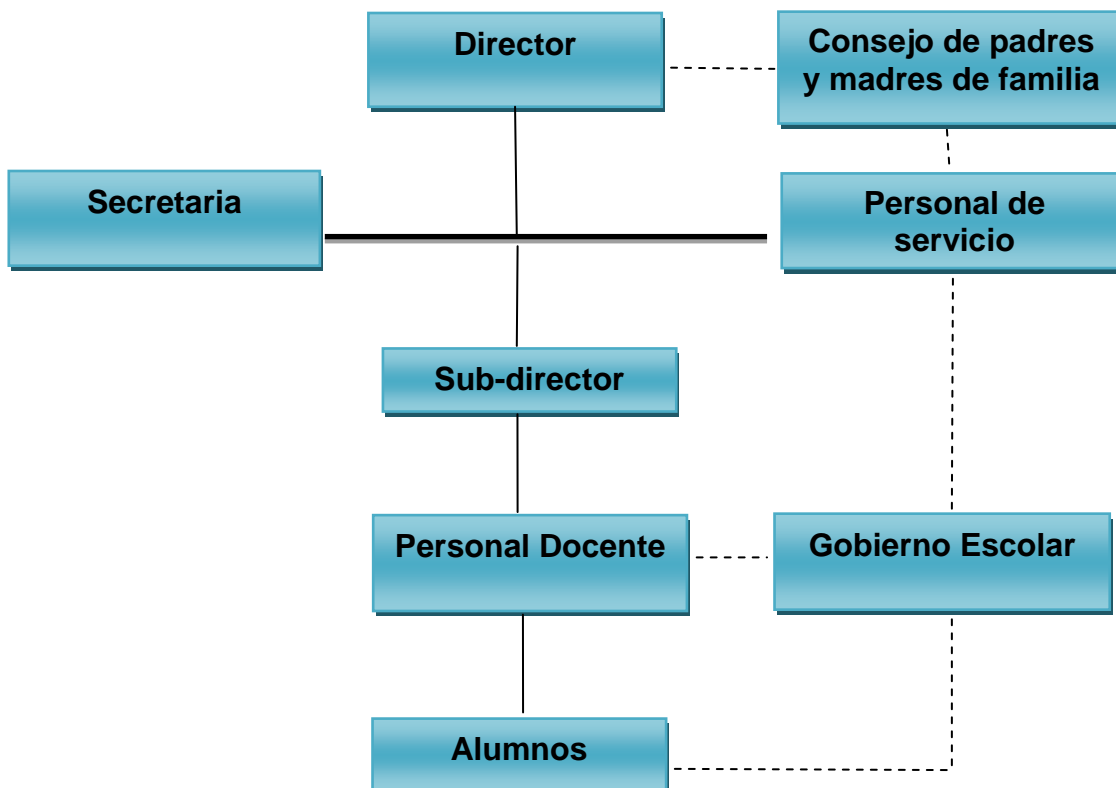 Director
Consejo de padres
y madres de familia
Secretaria
Personal de
servicio
Sub-director
Personal Docente
Gobierno Escolar
Alumnos